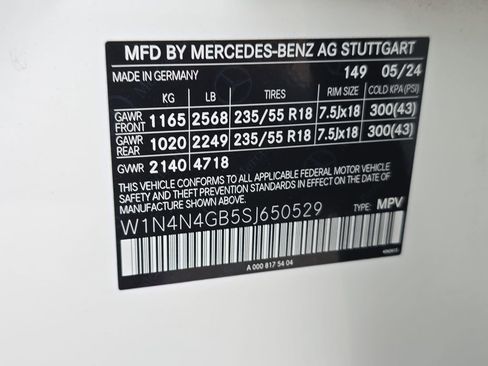 MFD BY MERCEDES-BENZ AG STUTTGART
MADE IN GERMANY 149 05/24
KG LB TIRES RIM SIZE COLD KPA(PSI)
GAWR FRONT 1165 2568 235/55 R18 7.5Jx18 300(43)
GAWR REAR 1020 2249 235/55 R18 7.5Jx18 300(43)
GVWR 2140 4718
THIS VEHICLE CONFORMS TO ALL APPLICABLE FEDERAL MOTOR VEHICLE
SAFETY AND THEFT PREVENTION STANDARDS IN EFFECT ON THE DATE OF
MANUFACTURE SHOWN ABOVE.
W1N4N4GB5SJ650529 TYPE: MPV
A 000 817 54 04